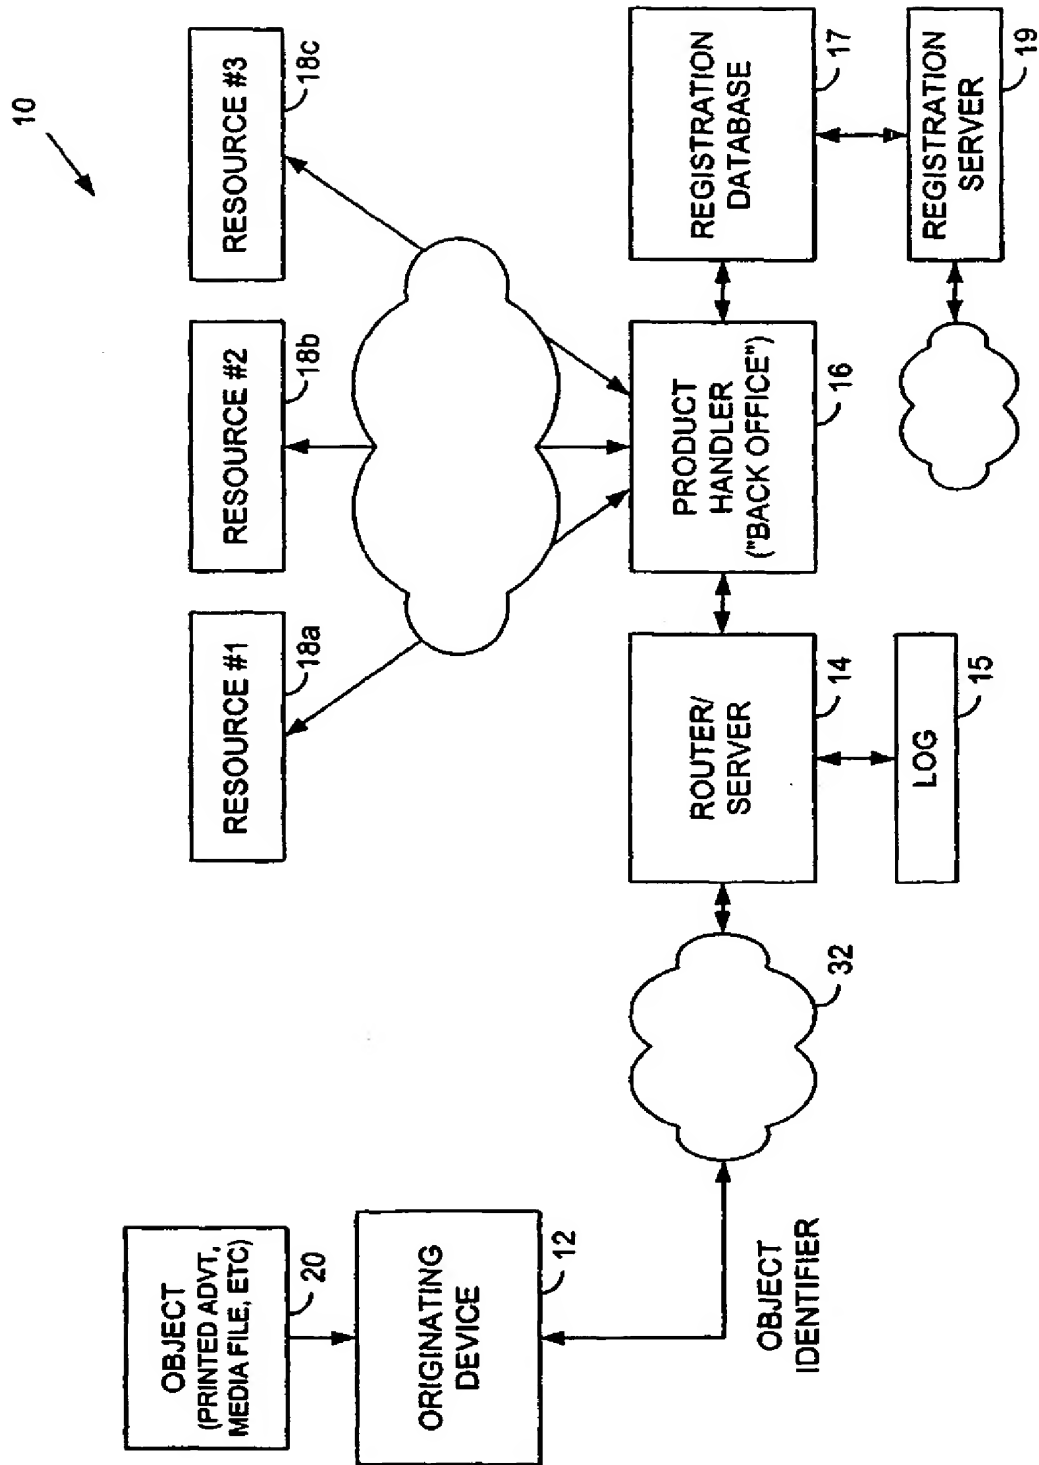 10
RESOURCE #1
18a
RESOURCE #2
18b
RESOURCE #3
18c
OBJECT
(PRINTED ADVT,
MEDIA FILE, ETC)
20
ORIGINATING
DEVICE
12
OBJECT
IDENTIFIER
32
ROUTER/
SERVER
14
LOG
15
PRODUCT
HANDLER
("BACK OFFICE")
16
REGISTRATION
DATABASE
17
REGISTRATION
SERVER
19